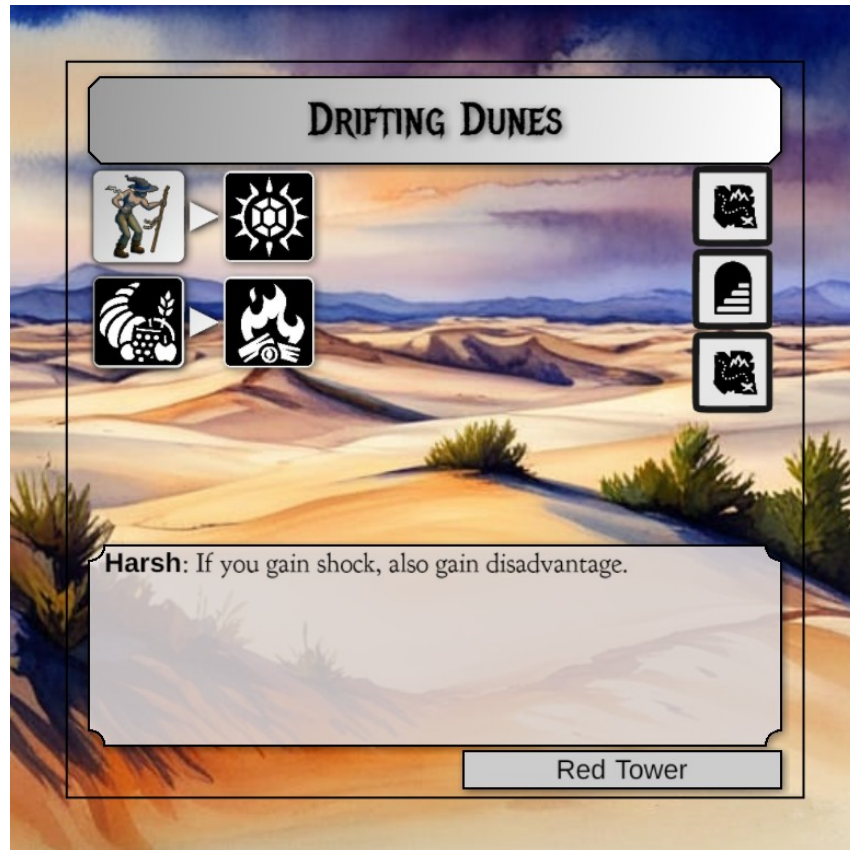 Drifting Dunes
Harsh: If you gain shock, also gain disadvantage.
Red Tower